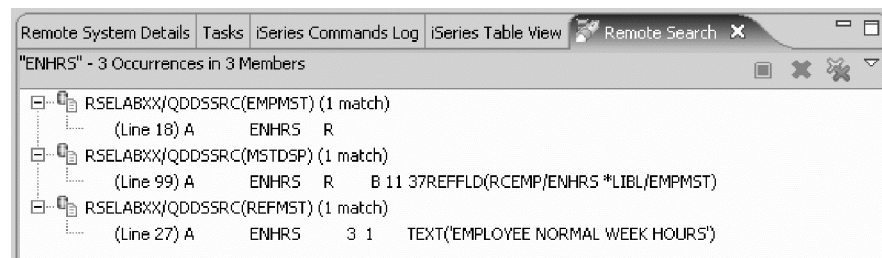 Remote System Details Tasks iSeries Commands Log iSeries Table View Remote Search
"ENHRS" - 3 Occurrences in 3 Members
RSELABXX/QDDSSRC(EMPMST) (1 match)
(Line 18) A ENHRS R
RSELABXX/QDDSSRC(MSTDSP) (1 match)
(Line 99) A ENHRS R B 11 37REFFLD(RCEMP/ENHRS *LIBL/EMPMST)
RSELABXX/QDDSSRC(REFMST) (1 match)
(Line 27) A ENHRS 3 1 TEXT('EMPLOYEE NORMAL WEEK HOURS')